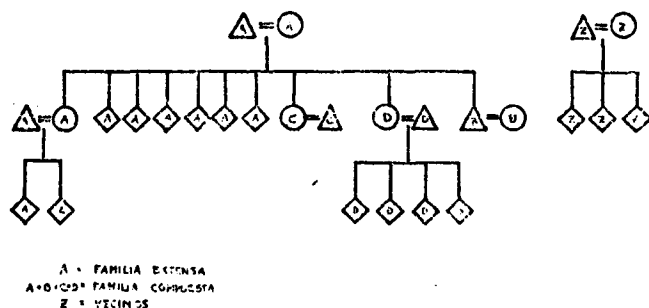 A = A Z = Z
A = A A A A A A A C = D = = B Z Z
A D D D
A = FAMILIA EXTENSA
A+B+C+D= FAMILIA COMPUESTA
Z = VECINOS